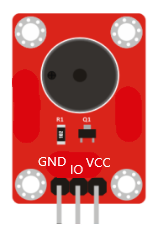 R1 Q1
GND IO VCC